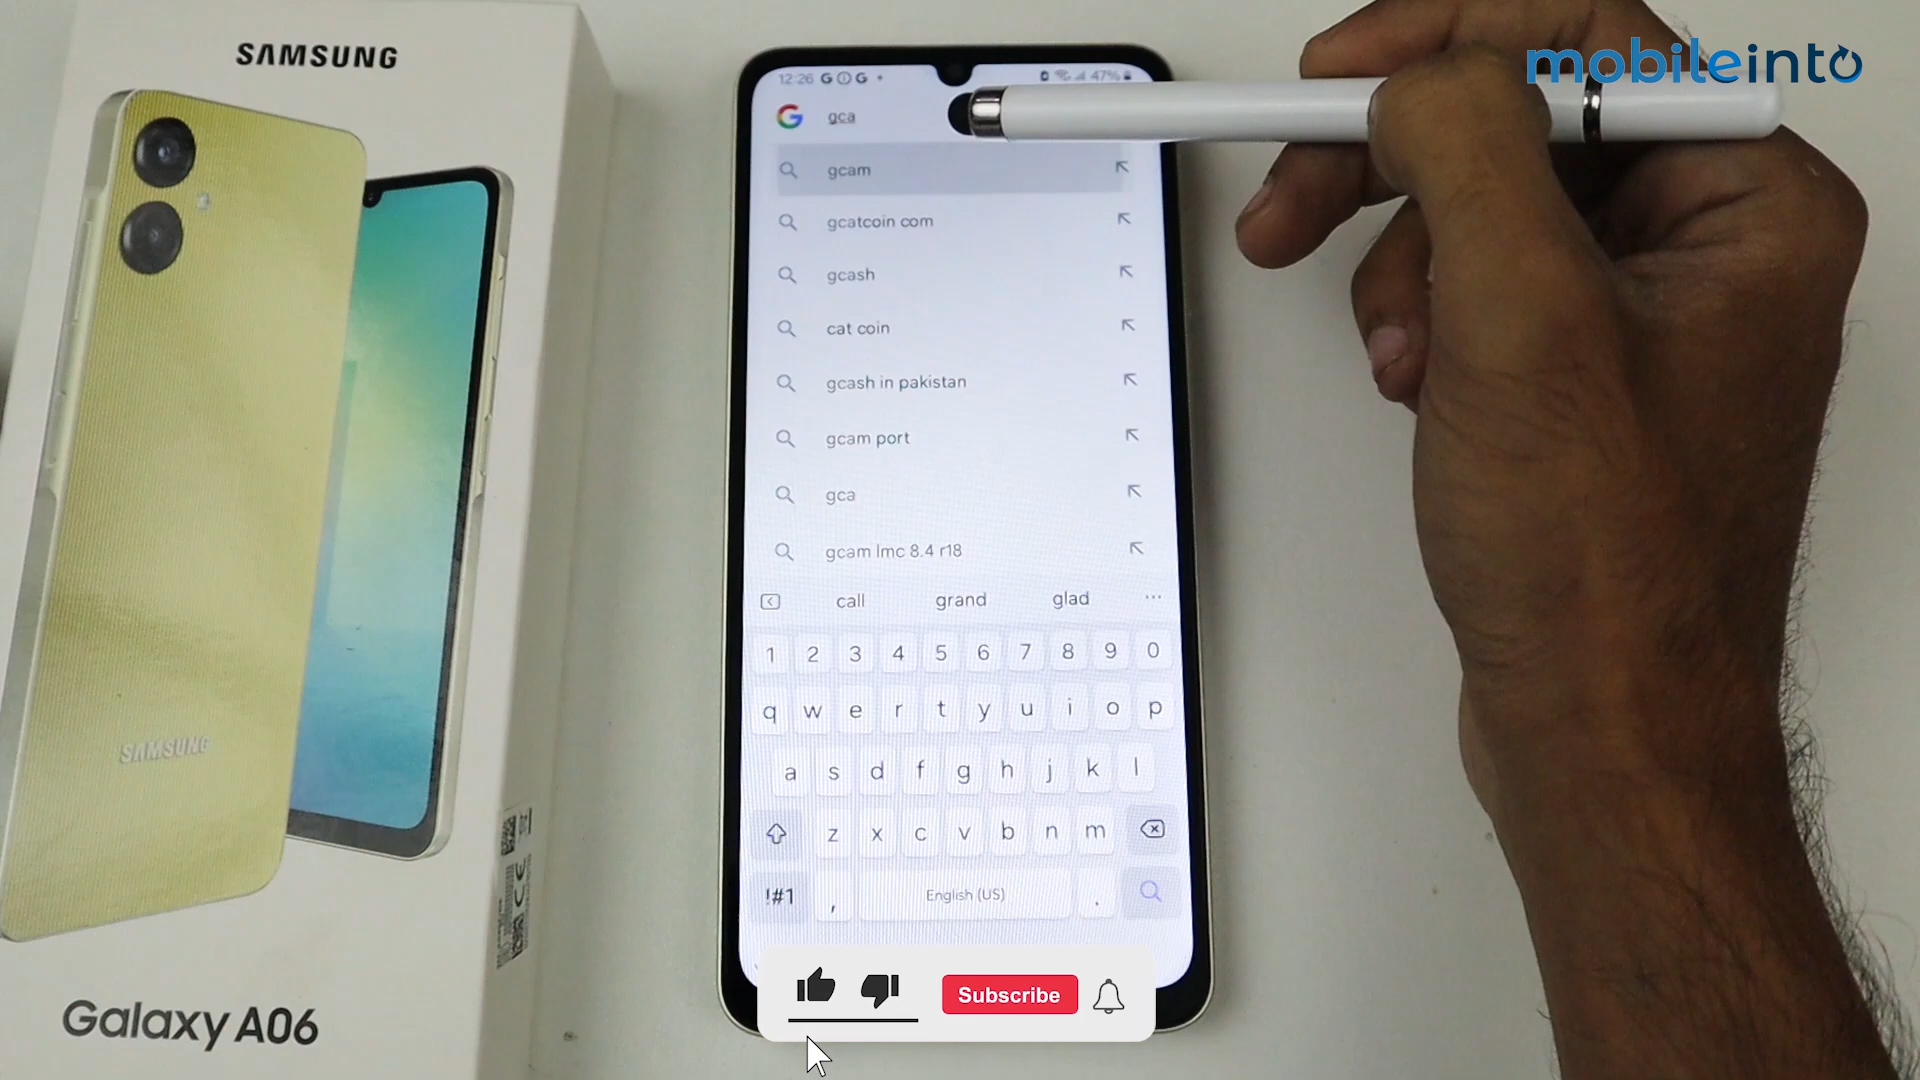 SAMSUNG
SAMSUNG
Galaxy A06
mobileinto
12:26 G G • 47%
gca
gcam
gcatcoin com
gcash
cat coin
gcash in pakistan
gcam port
gca
gcam lmc 8.4 r18
call grand glad ...
1 2 3 4 5 6 7 8 9 0
q w e r t y u i o p
a s d f g h j k l
z x c v b n m
!#1 , English (US) .
Subscribe